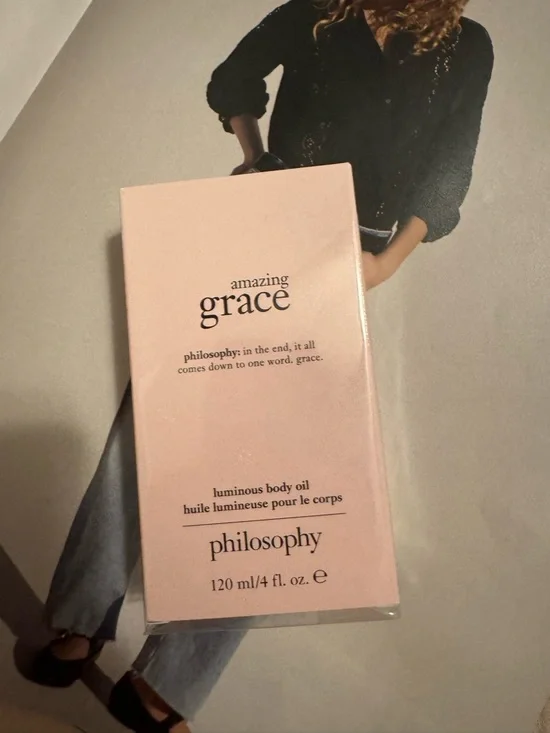 amazing
grace
philosophy: in the end, it all
comes down to one word. grace.
luminous body oil
huile lumineuse pour le corps
philosophy
120 ml/4 fl. oz. ℮